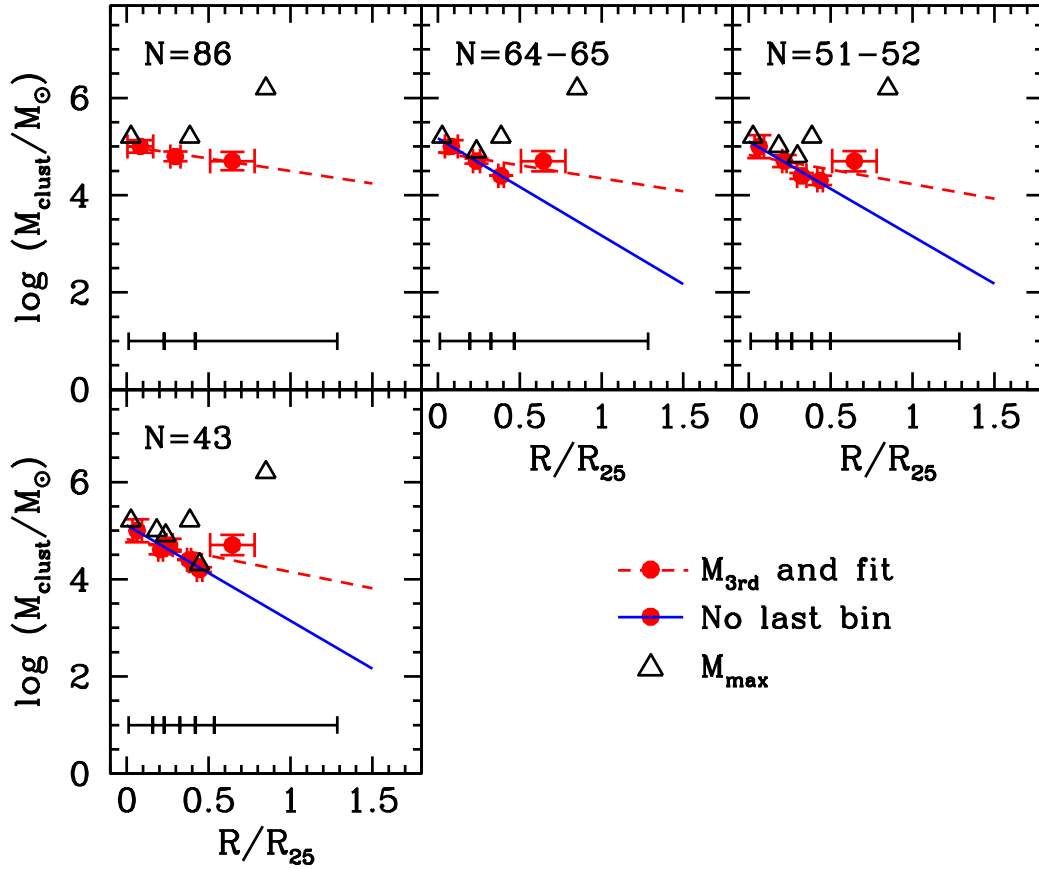 N=86
N=64−65
N=51−52
log (M_clust/M_⊙)
6
4
2
0
0 0.5 1 1.5
R/R_25
0 0.5 1 1.5
R/R_25
N=43
log (M_clust/M_⊙)
6
4
2
0
0 0.5 1 1.5
R/R_25
M_3rd and fit
No last bin
M_max